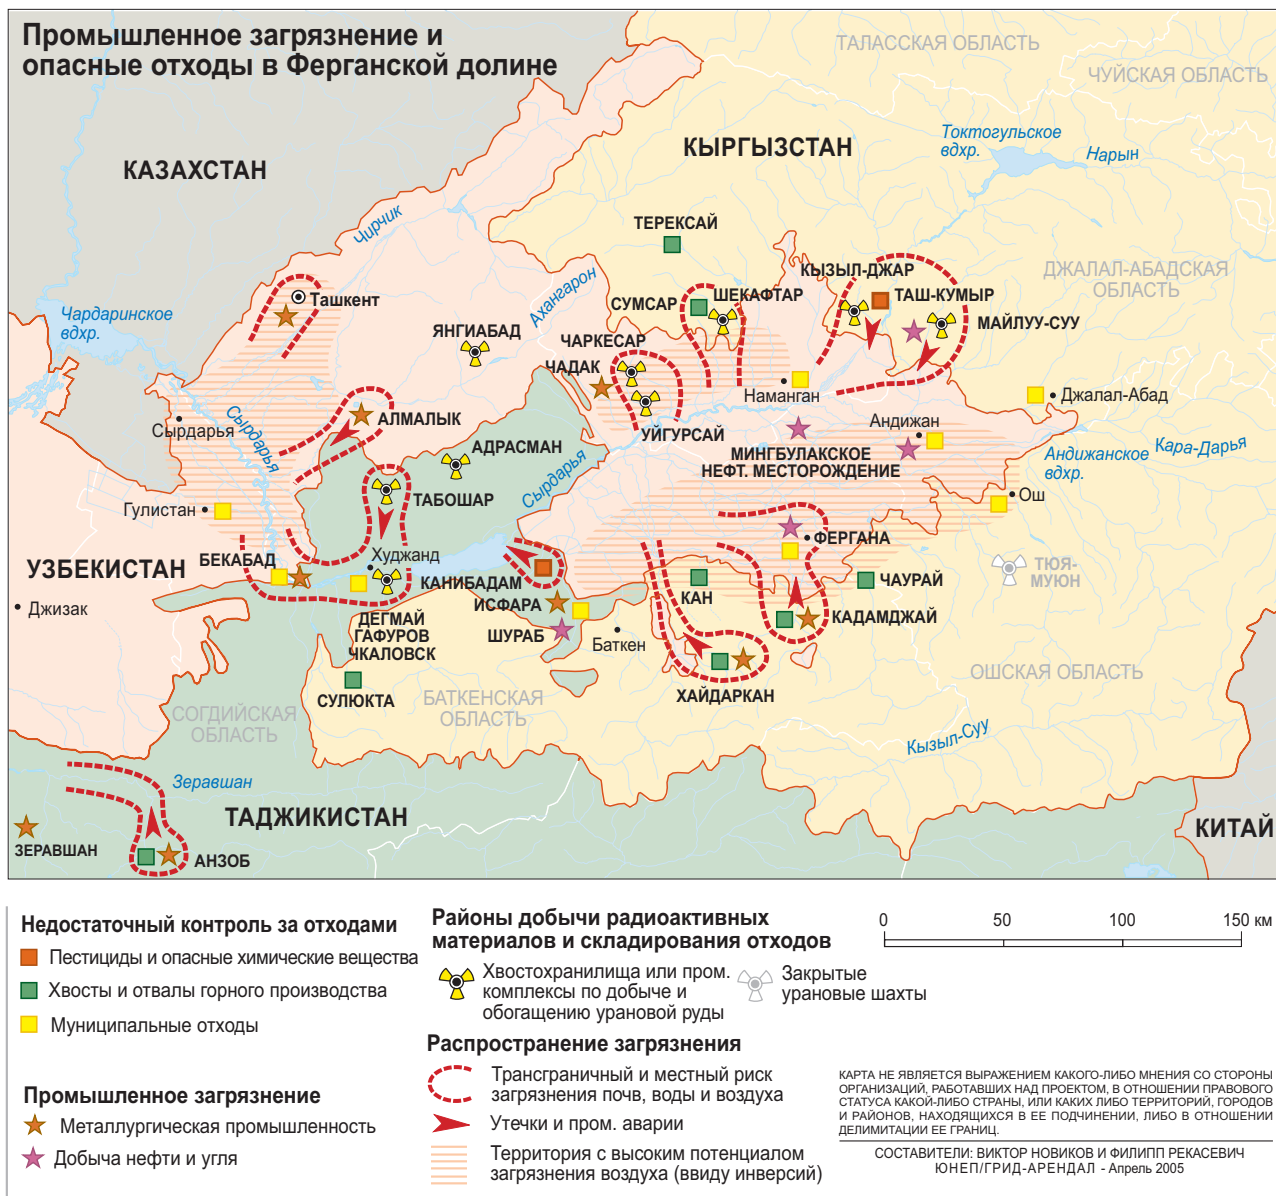 Промышленное загрязнение и
опасные отходы в Ферганской долине
ТАЛАССКАЯ ОБЛАСТЬ
ЧУЙСКАЯ ОБЛАСТЬ
КАЗАХСТАН
КЫРГЫЗСТАН
Токтогульское
вдхр.
Нарын
Чирчик
ТЕРЕКСАЙ
КЫЗЫЛ-ДЖАР
ДЖАЛАЛ-АБАДСКАЯ
ОБЛАСТЬ
Чардаринское
вдхр.
Ташкент
Ахангарон
СУМСАР
ШЕКАФТАР
ТАШ-КУМЫР
МАЙЛУУ-СУУ
ЯНГИАБАД
ЧАРКЕСАР
ЧАДАК
Наманган
Джалал-Абад
Сырдарья
Сырдарья
АЛМАЛЫК
УЙГУРСАЙ
Андижан
АДРАСМАН
МИНГБУЛАКСКОЕ
НЕФТ. МЕСТОРОЖДЕНИЕ
Андижанское
вдхр.
Кара-Дарья
Сырдарья
ТАБОШАР
Гулистан
Ош
УЗБЕКИСТАН
БЕКАБАД
Худжанд
КАНИБАДАМ
ФЕРГАНА
ТЮЯ-
МУЮН
Джизак
ИСФАРА
КАН
ЧАУРАЙ
ДЕГМАЙ
ГАФУРОВ
ЧКАЛОВСК
ШУРАБ
Баткен
КАДАМДЖАЙ
СУЛЮКТА
БАТКЕНСКАЯ
ОБЛАСТЬ
ХАЙДАРКАН
ОШСКАЯ ОБЛАСТЬ
СОГДИЙСКАЯ
ОБЛАСТЬ
Кызыл-Суу
Зеравшан
ТАДЖИКИСТАН
КИТАЙ
ЗЕРАВШАН
АНЗОБ
Недостаточный контроль за отходами
Пестициды и опасные химические вещества
Хвосты и отвалы горного производства
Муниципальные отходы
Промышленное загрязнение
Металлургическая промышленность
Добыча нефти и угля
Районы добычи радиоактивных
материалов и складирования отходов
Хвостохранилища или пром.
комплексы по добыче и
обогащению урановой руды
Закрытые
урановые шахты
Распространение загрязнения
Трансграничный и местный риск
загрязнения почв, воды и воздуха
Утечки и пром. аварии
Территория с высоким потенциалом
загрязнения воздуха (ввиду инверсий)
0 50 100 150 км
КАРТА НЕ ЯВЛЯЕТСЯ ВЫРАЖЕНИЕМ КАКОГО-ЛИБО МНЕНИЯ СО СТОРОНЫ
ОРГАНИЗАЦИЙ, РАБОТАВШИХ НАД ПРОЕКТОМ, В ОТНОШЕНИИ ПРАВОВОГО
СТАТУСА КАКОЙ-ЛИБО СТРАНЫ, ИЛИ КАКИХ ЛИБО ТЕРРИТОРИЙ, ГОРОДОВ
И РАЙОНОВ, НАХОДЯЩИХСЯ В ЕЕ ПОДЧИНЕНИИ, ЛИБО В ОТНОШЕНИИ
ДЕЛИМИТАЦИИ ЕЕ ГРАНИЦ.
СОСТАВИТЕЛИ: ВИКТОР НОВИКОВ И ФИЛИПП РЕКАСЕВИЧ
ЮНЕП/ГРИД-АРЕНДАЛ - Апрель 2005